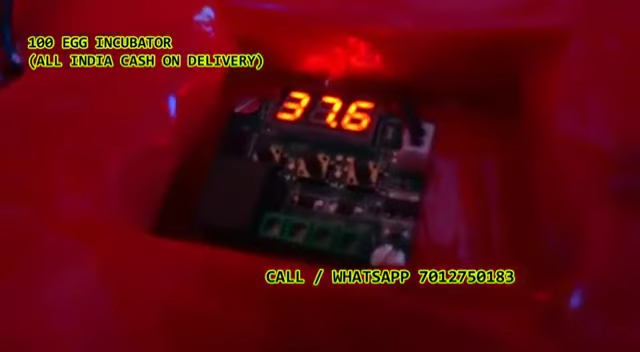 100 EGG INCUBATOR
(ALL INDIA CASH ON DELIVERY)
37.6
CALL / WHATSAPP 7012750183